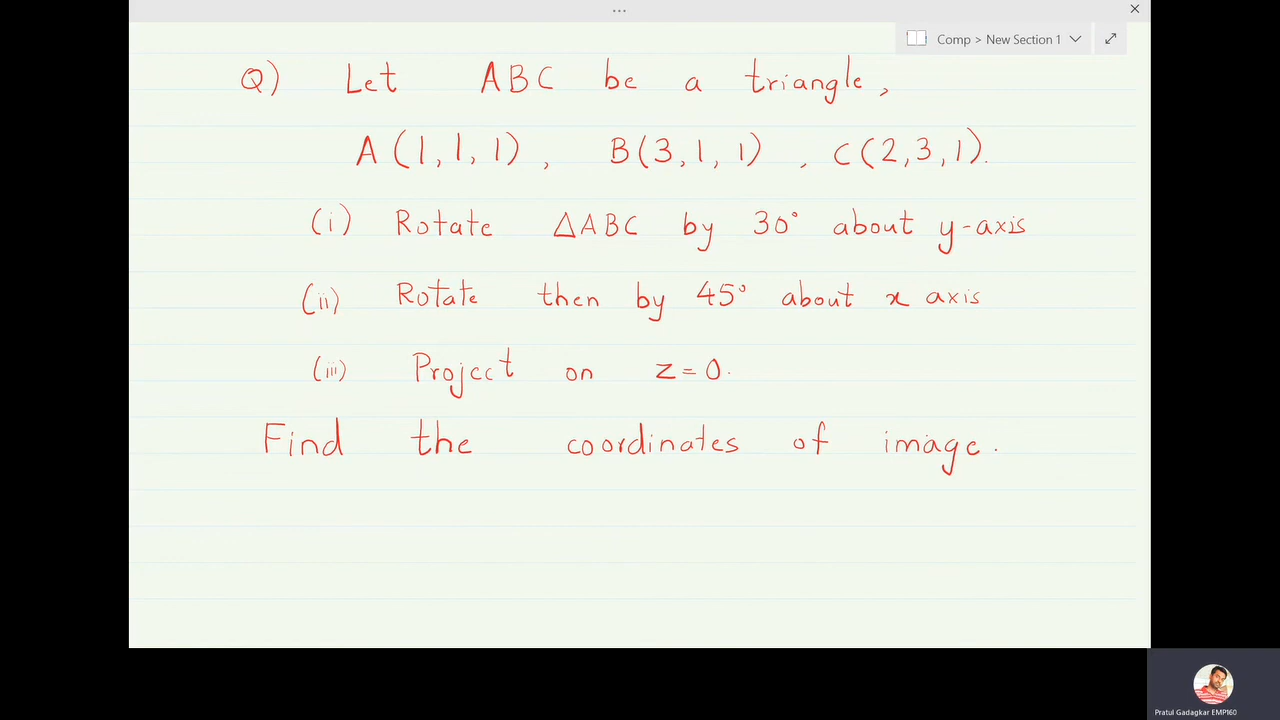 Comp > New Section 1
Q) Let ABC be a triangle,
A(1,1,1), B(3,1,1), C(2,3,1).
(i) Rotate △ABC by 30° about y-axis
(ii) Rotate then by 45° about x axis
(iii) Project on z=0.
Find the coordinates of image.
Pratul Gadagkar EMP160